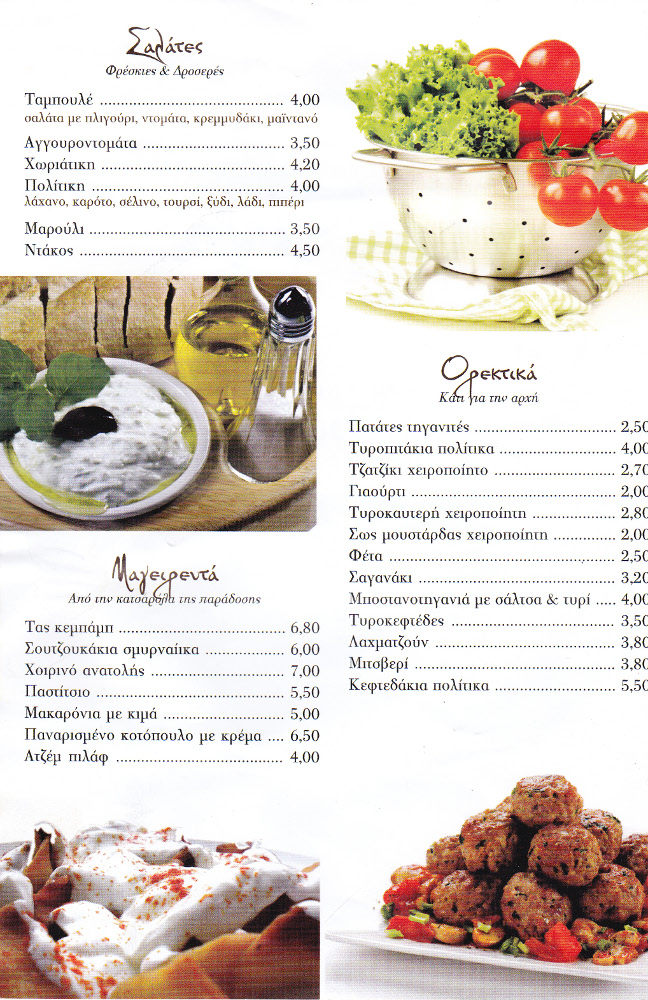 Σαλάτες
Φρέσκιες & Δροσερές
Ταμπουλέ ........................................... 4,00
σαλάτα με πλιγούρι, ντομάτα, κρεμμυδάκι, μαϊντανό
Αγγουροντομάτα ................................. 3,50
Χωριάτικη ........................................... 4,20
Πολίτικη ............................................. 4,00
λάχανο, καρότο, σέλινο, τουρσί, ξύδι, λάδι, πιπέρι
Μαρούλι .............................................. 3,50
Ντάκος ................................................ 4,50
Μαγειρευτά
Από την κατσαρόλα της παράδοσης
Τας κεμπάμπ ....................................... 6,80
Σουτζουκάκια σμυρναίικα ................... 6,00
Χοιρινό ανατολής ................................ 7,00
Παστίτσιο ............................................ 5,50
Μακαρόνια με κιμά ............................ 5,00
Παναρισμένο κοτόπουλο με κρέμα .... 6,50
Ατζέμ πιλάφ ....................................... 4,00
Ορεκτικά
Κάτι για την αρχή
Πατάτες τηγανιτές ................................ 2,50
Τυροπιτάκια πολίτικα .......................... 4,00
Τζατζίκι χειροποίητο ............................ 2,70
Γιαούρτι ............................................... 2,00
Τυροκαυτερή χειροποίητη ................... 2,80
Σως μουστάρδας χειροποίητη .............. 2,00
Φέτα ..................................................... 2,50
Σαγανάκι .............................................. 3,20
Μποστανοτηγανιά με σάλτσα & τυρί ..... 4,00
Τυροκεφτέδες ....................................... 3,50
Λαχματζούν .......................................... 3,80
Μιτσβερί ............................................... 3,80
Κεφτεδάκια πολίτικα ............................ 5,50